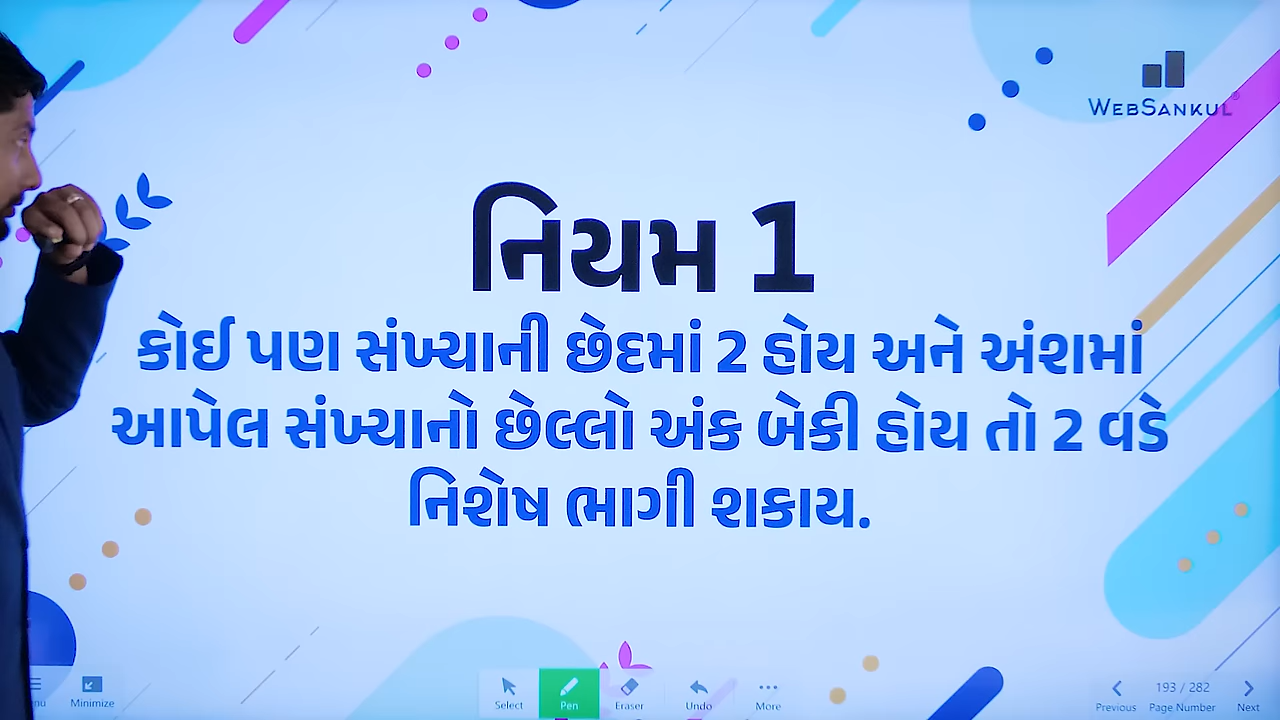 WEBSANKUL
નિયમ 1
કોઈ પણ સંખ્યાની છેદમાં 2 હોય અને અંશમાં
આપેલ સંખ્યાનો છેલ્લો અંક બેકી હોય તો 2 વડે
નિશેષ ભાગી શકાય.
Minimize
Select
Pen
Eraser
Undo
More
Previous
193 / 282
Page Number
Next